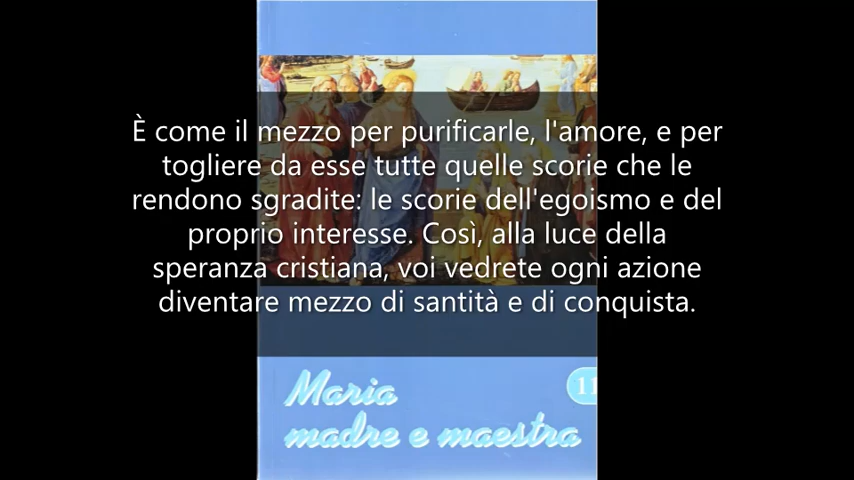 È come il mezzo per purificarle, l'amore, e per
togliere da esse tutte quelle scorie che le
rendono sgradite: le scorie dell'egoismo e del
proprio interesse. Così, alla luce della
speranza cristiana, voi vedrete ogni azione
diventare mezzo di santità e di conquista.
Maria
11
madre e maestra